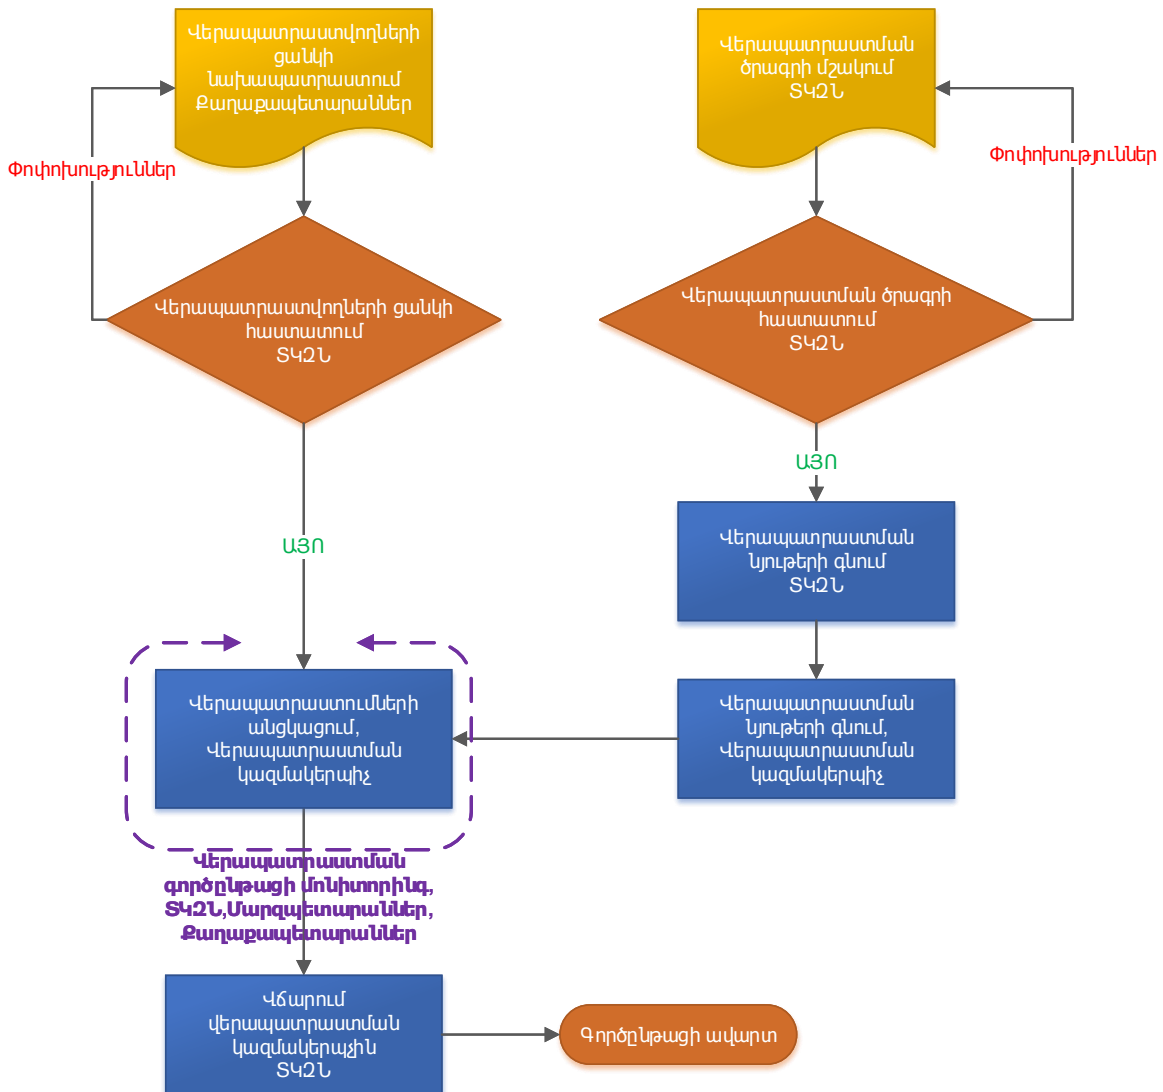 Վերապատրաստվողների
ցանկի
նախապատրաստում
Քաղաքապետարաններ
Վերապատրաստման
ծրագրի մշակում
ՏԿԶՆ
Փոփոխություններ
Փոփոխություններ
Վերապատրաստվողների ցանկի
հաստատում
ՏԿԶՆ
Վերապատրաստման ծրագրի
հաստատում
ՏԿԶՆ
ԱՅՈ
ԱՅՈ
Վերապատրաստման
նյութերի գնում
ՏԿԶՆ
Վերապատրաստումների
անցկացում,
Վերապատրաստման
կազմակերպիչ
Վերապատրաստման
նյութերի գնում,
Վերապատրաստման
կազմակերպիչ
Վերապատրաստման
գործընթացի մոնիտորինգ,
ՏԿԶՆ,Մարզպետարաններ,
Քաղաքապետարաններ
Վճարում
վերապատրաստման
կազմակերպչին
ՏԿԶՆ
Գործընթացի ավարտ